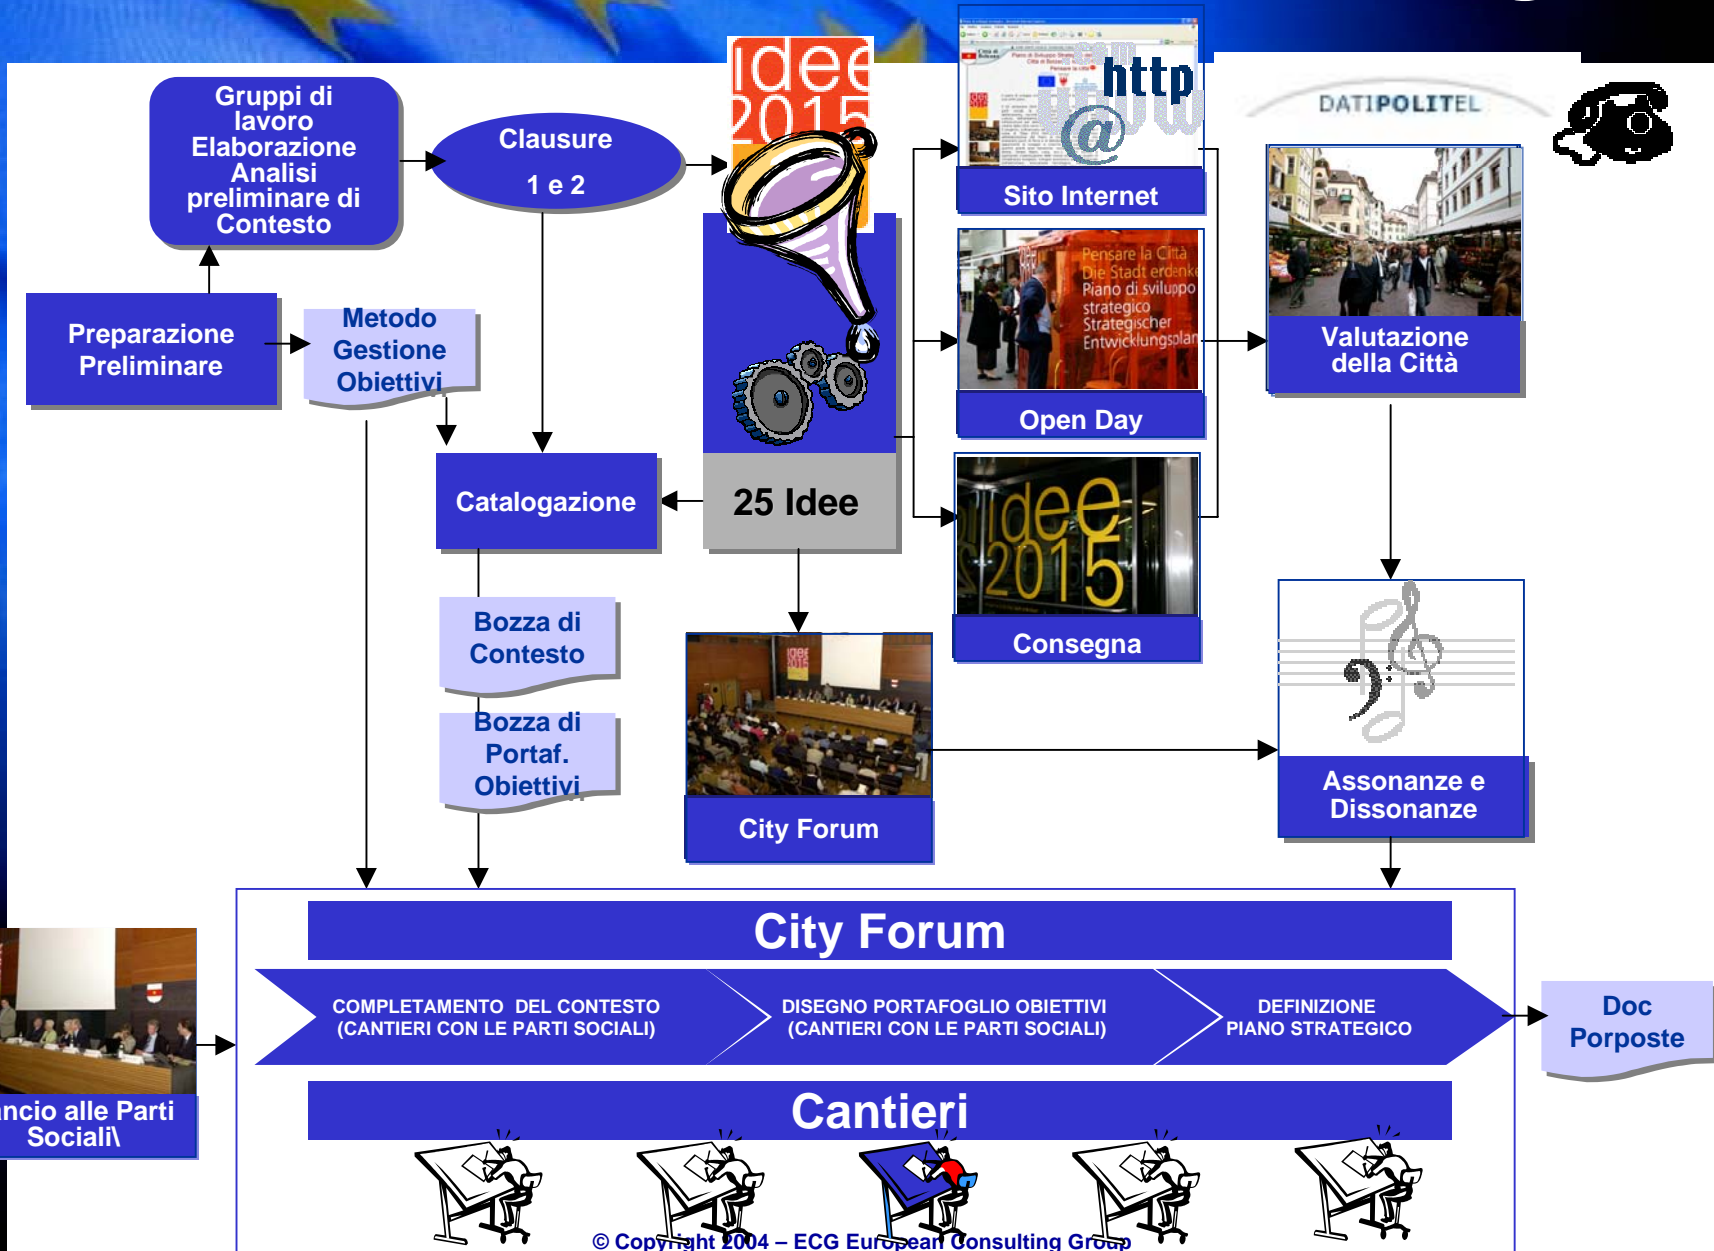 Gruppi di
lavoro
Elaborazione
Analisi
preliminare di
Contesto
Clausure
1 e 2
idee
2015
http
@
Sito Internet
DATIPOLITEL
Preparazione
Preliminare
Metodo
Gestione
Obiettivi
Pensare la Città
Die Stadt erdenke
Piano di sviluppo
strategico
Strategischer
Entwicklungsplan
Open Day
Valutazione
della Città
Catalogazione
25 Idee
idee
2015
Consegna
Bozza di
Contesto
Bozza di
Portaf.
Obiettivi
idee
2015
City Forum
Assonanze e
Dissonanze
City Forum
COMPLETAMENTO DEL CONTESTO
(CANTIERI CON LE PARTI SOCIALI)
DISEGNO PORTAFOGLIO OBIETTIVI
(CANTIERI CON LE PARTI SOCIALI)
DEFINIZIONE
PIANO STRATEGICO
Doc
Porposte
ancio alle Parti
Sociali\
Cantieri
© Copyright 2004 – ECG European Consulting Group